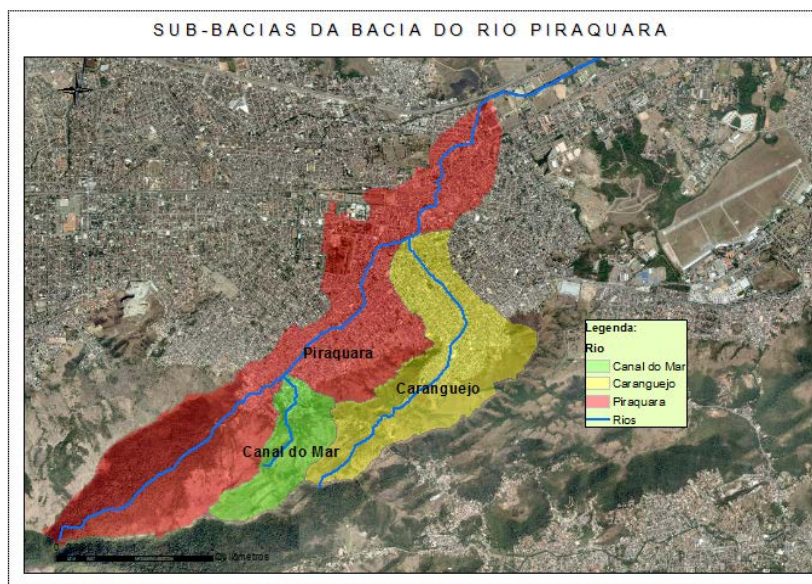 SUB-BACIAS DA BACIA DO RIO PIRAQUARA
Piraquara
Caranguejo
Canal do Mar
Legenda:
Rio
Canal do Mar
Caranguejo
Piraquara
Rios